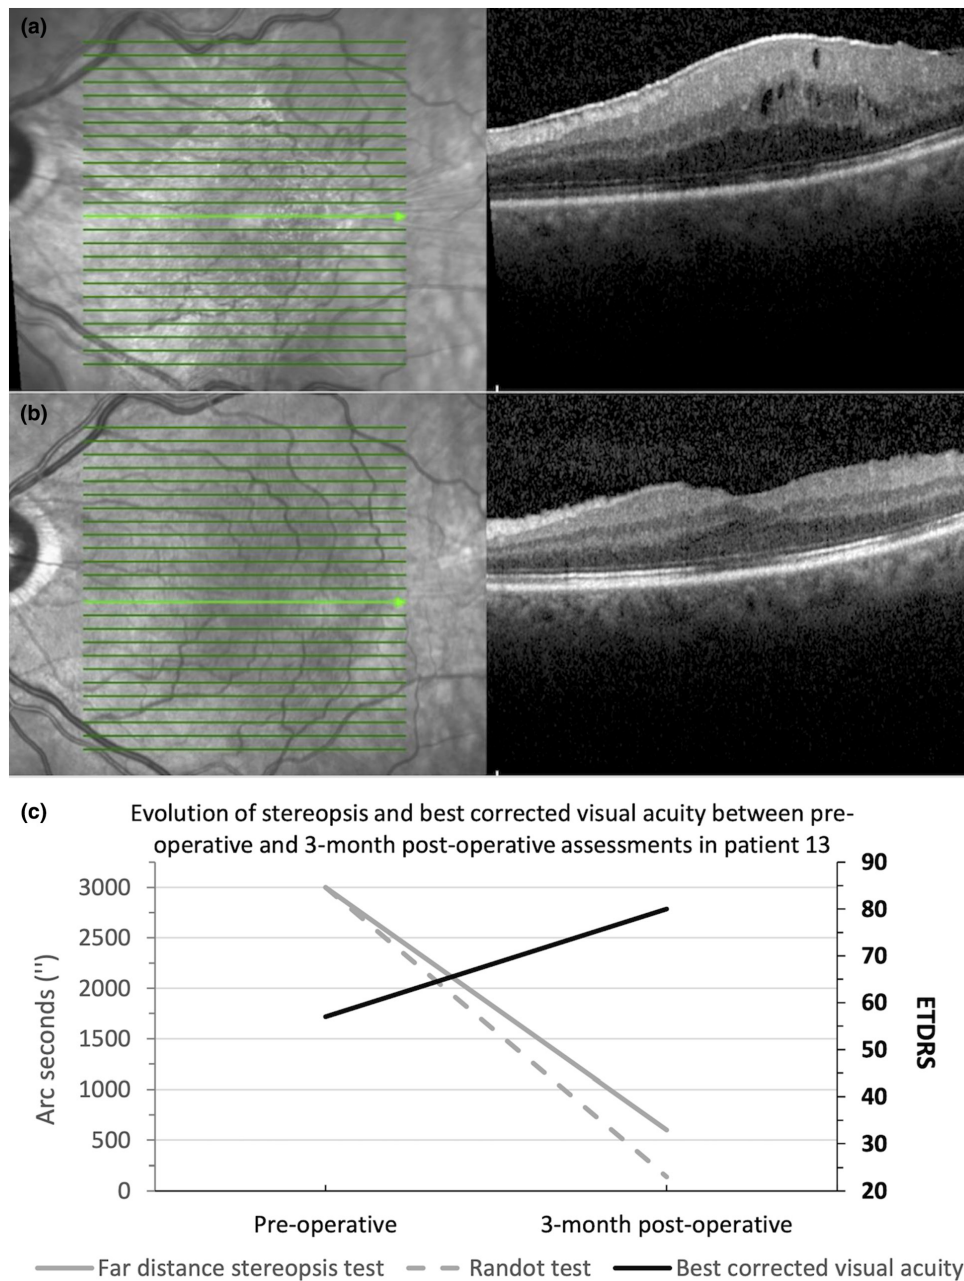 (a)
(b)
(c)
Evolution of stereopsis and best corrected visual acuity between pre-
operative and 3-month post-operative assessments in patient 13
3000
2500
2000
1500
1000
500
0
Arc seconds ('')
90
80
70
60
50
40
30
20
ETDRS
Pre-operative
3-month post-operative
Far distance stereopsis test
Randot test
Best corrected visual acuity